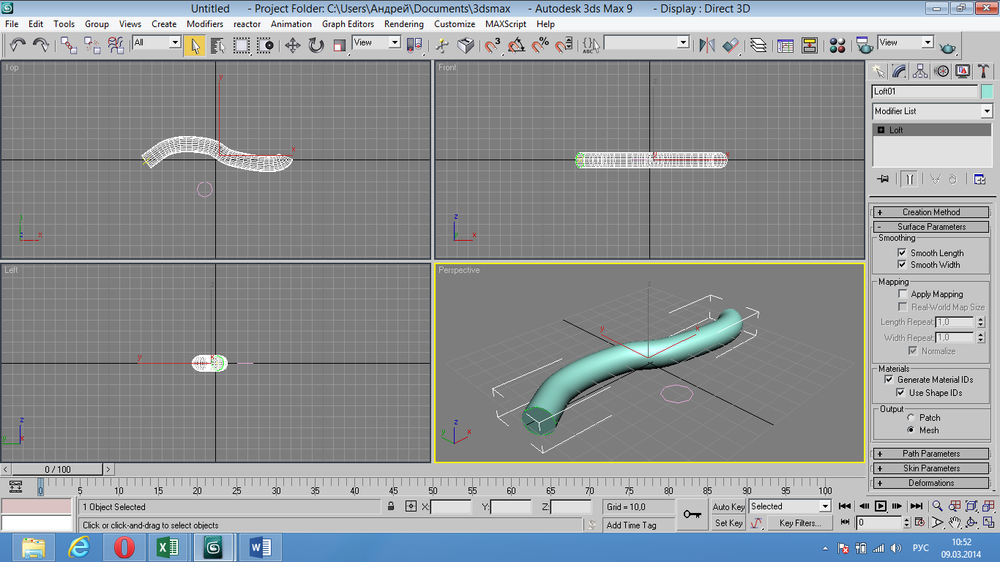 Untitled - Project Folder: C:\Users\Андрей\Documents\3dsmax - Autodesk 3ds Max 9 - Display : Direct 3D
File Edit Tools Group Views Create Modifiers reactor Animation Graph Editors Rendering Customize MAXScript Help
All View 3 % ABC View
Top
Front
Loft01
Modifier List
Loft
y
x
z
x
y
z
x
z
y
x
Creation Method
Surface Parameters
Smoothing
Smooth Length
Smooth Width
Left
Perspective
Mapping
Apply Mapping
Real-World Map Size
Length Repeat: 1,0
Width Repeat: 1,0
Normalize
z
y
z
y
x
z
y
x
z
y
x
Materials
Generate Material IDs
Use Shape IDs
Output
Patch
Mesh
Path Parameters
Skin Parameters
Deformations
0 / 100
0 5 10 15 20 25 30 35 40 45 50 55 60 65 70 75 80 85 90 95 100
1 Object Selected X: Y: Z: Grid = 10,0 Auto Key Selected
Click or click-and-drag to select objects Add Time Tag Set Key Key Filters... 0
РУС
10:52
09.03.2014